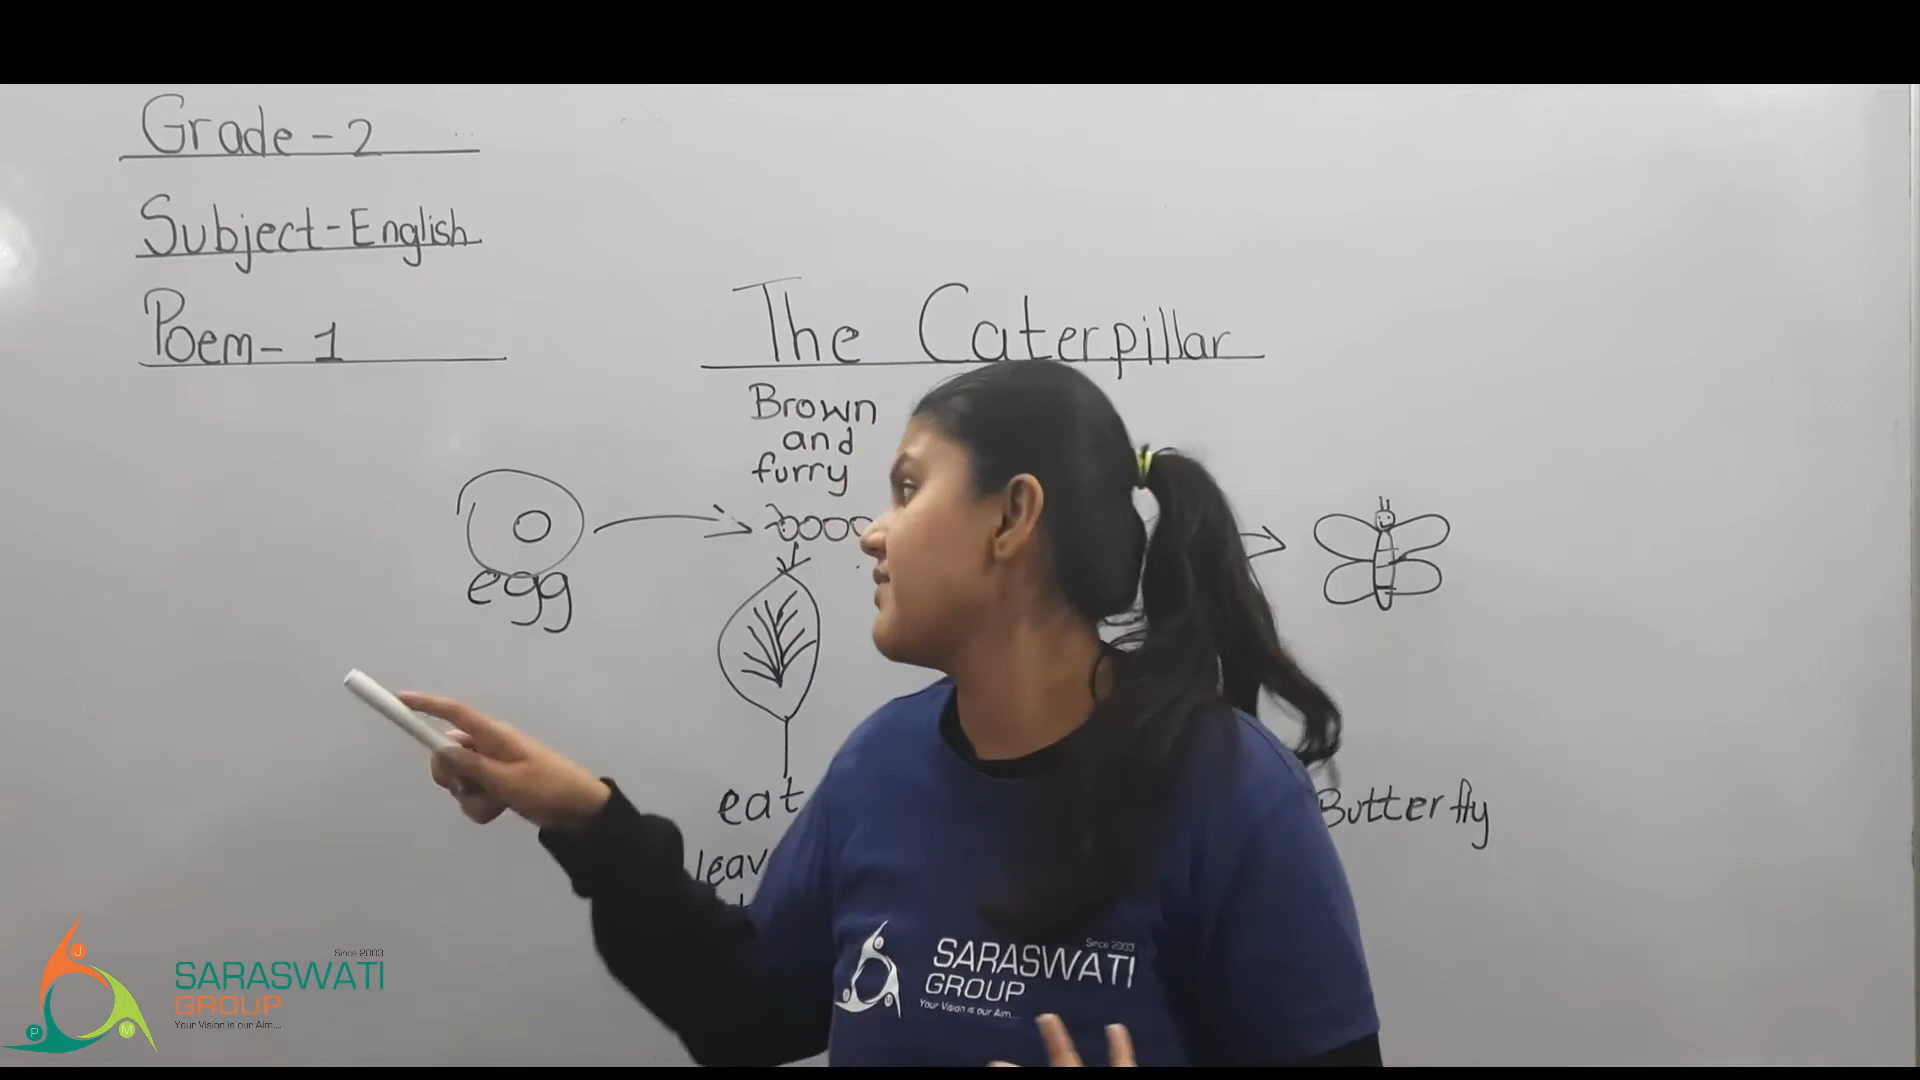 Grade - 2
Subject - English
Poem - 1
The Caterpillar
Brown
and
furry
egg
eat
Butterfly
Since 2003
SARASWATI
GROUP
Your Vision is our Aim....
J
P
M
Since 2003
SARASWATI
GROUP
Your Vision is our Aim....